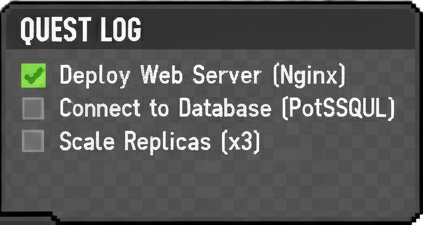 QUEST LOG
Deploy Web Server (Nginx)
Connect to Database (PotSSQUL)
Scale Replicas (x3)